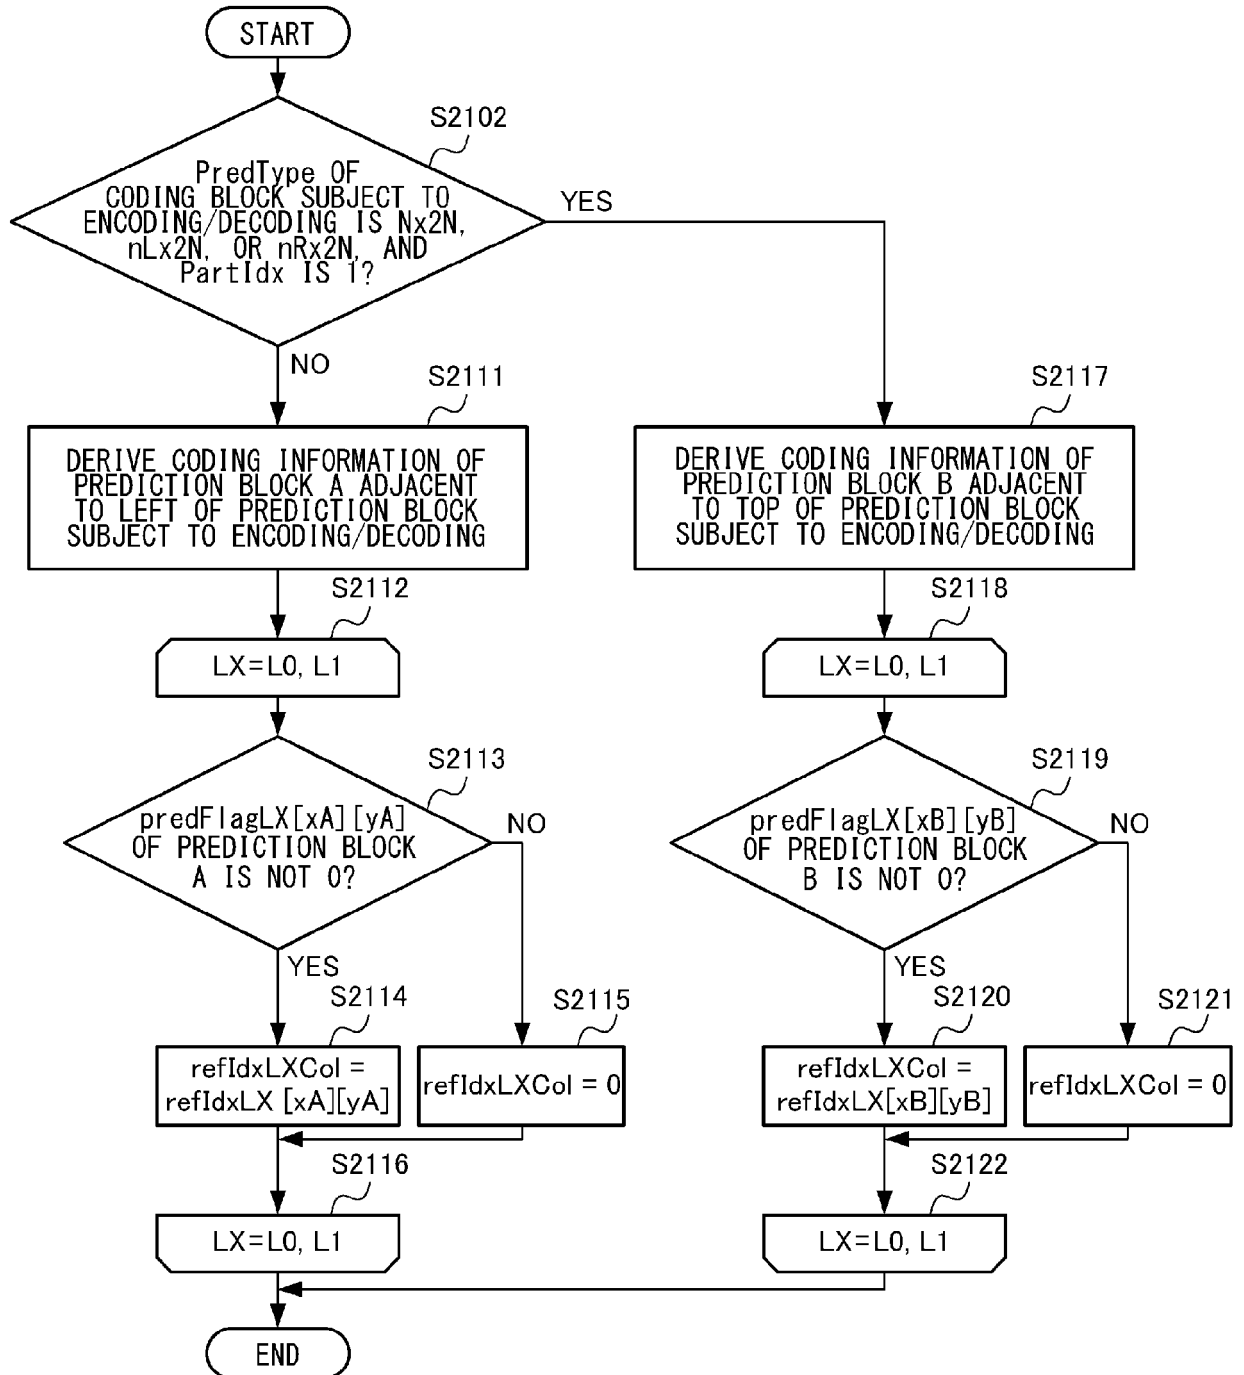 START
S2102
PredType OF
CODING BLOCK SUBJECT TO
ENCODING/DECODING IS Nx2N,
nLx2N, OR nRx2N, AND
PartIdx IS 1?
YES
NO
S2111
DERIVE CODING INFORMATION OF
PREDICTION BLOCK A ADJACENT
TO LEFT OF PREDICTION BLOCK
SUBJECT TO ENCODING/DECODING
S2112
LX=L0, L1
S2113
predFlagLX[xA][yA]
OF PREDICTION BLOCK
A IS NOT 0?
NO
YES
S2114
refIdxLXCol =
refIdxLX [xA][yA]
S2115
refIdxLXCol = 0
S2116
LX=L0, L1
S2117
DERIVE CODING INFORMATION OF
PREDICTION BLOCK B ADJACENT
TO TOP OF PREDICTION BLOCK
SUBJECT TO ENCODING/DECODING
S2118
LX=L0, L1
S2119
predFlagLX[xB][yB]
OF PREDICTION BLOCK
B IS NOT 0?
NO
YES
S2120
refIdxLXCol =
refIdxLX[xB][yB]
S2121
refIdxLXCol = 0
S2122
LX=L0, L1
END